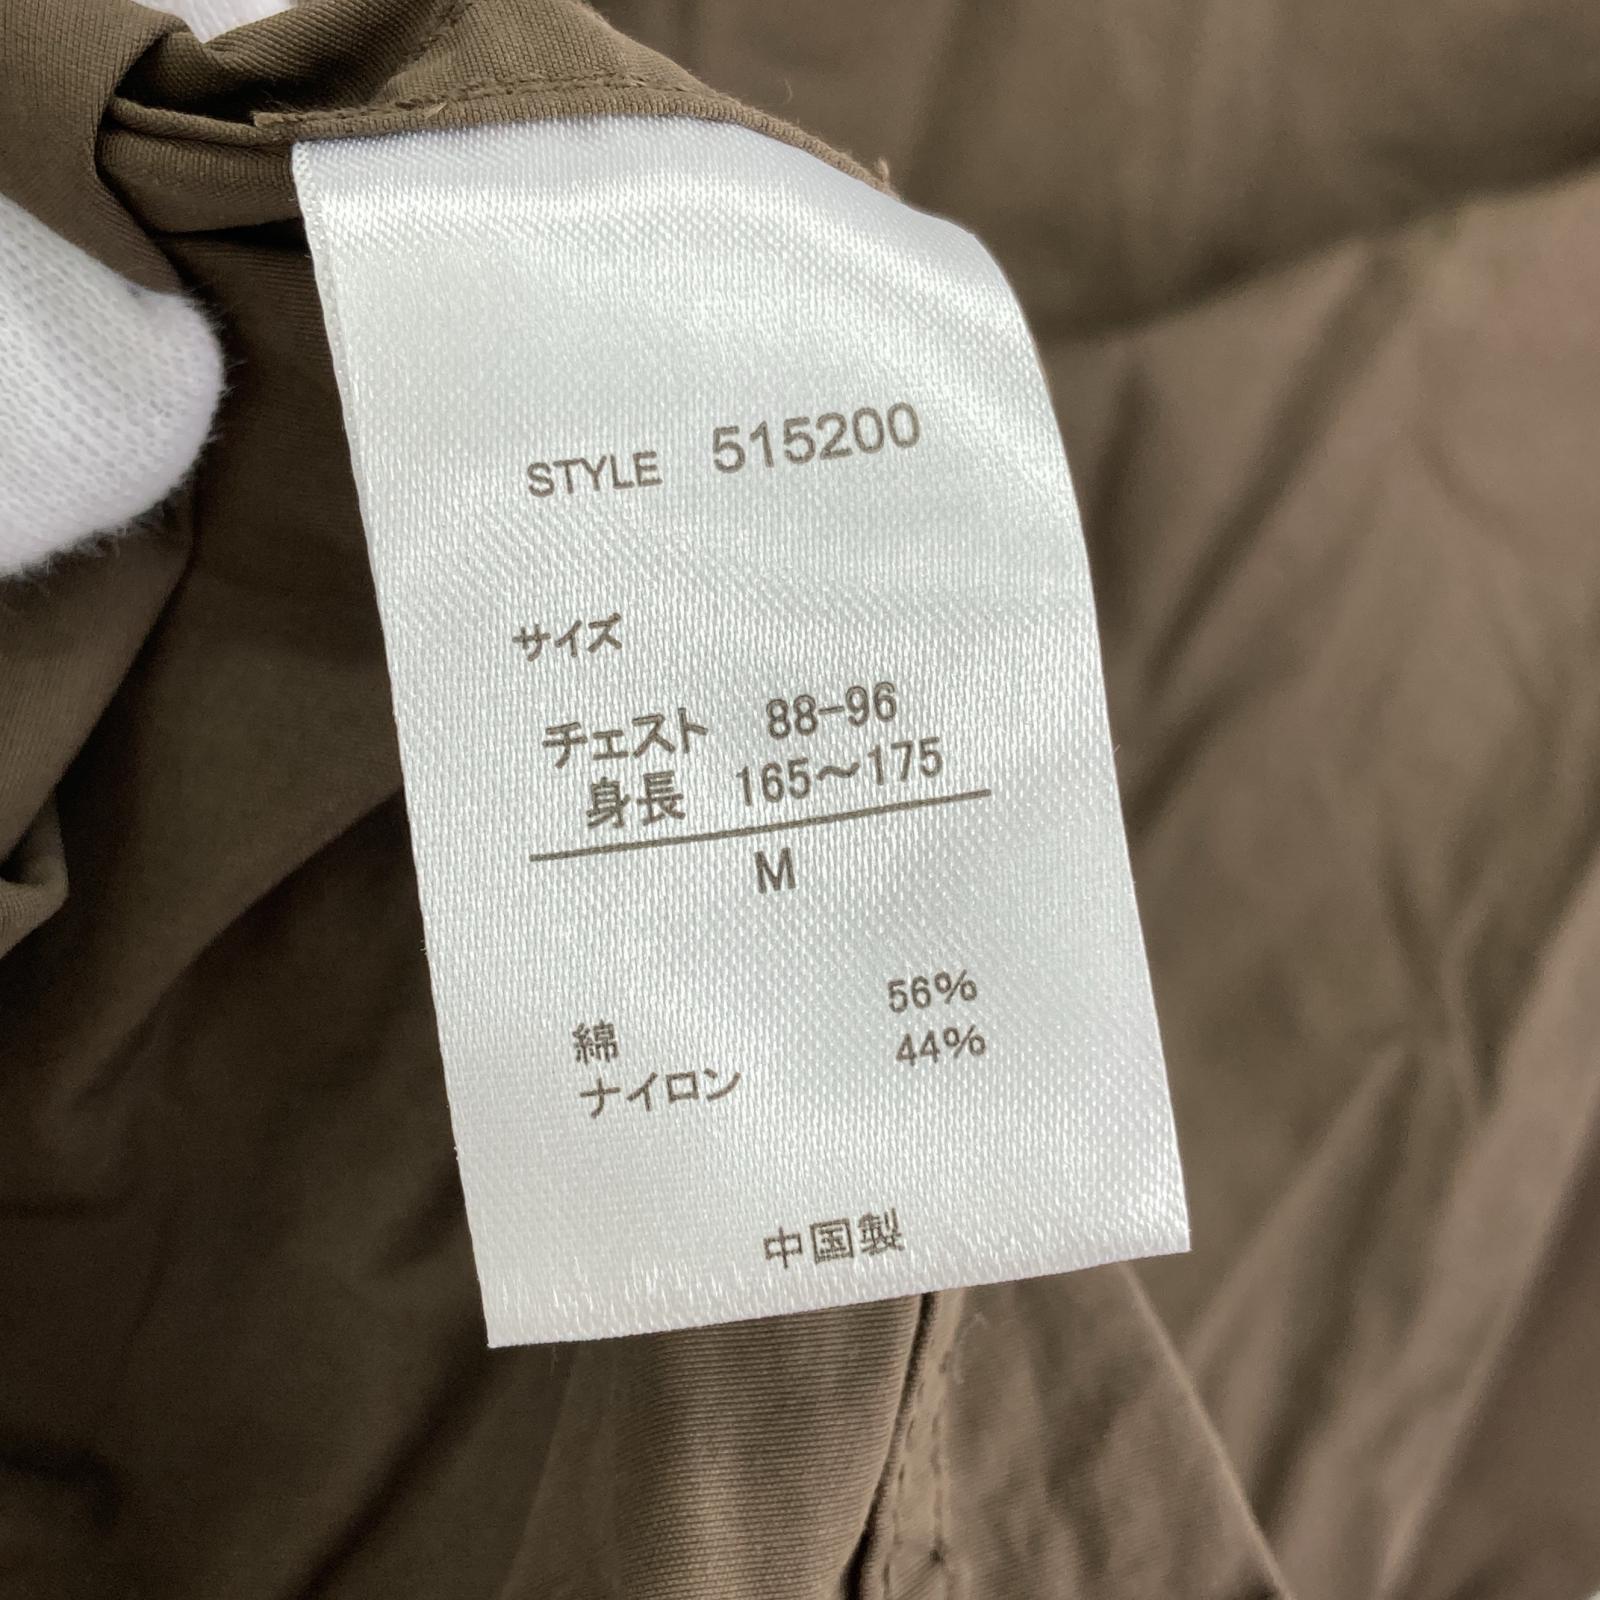 STYLE 515200
サイズ
チェスト 88-96
身長 165～175
M
綿 56%
ナイロン 44%
中国製